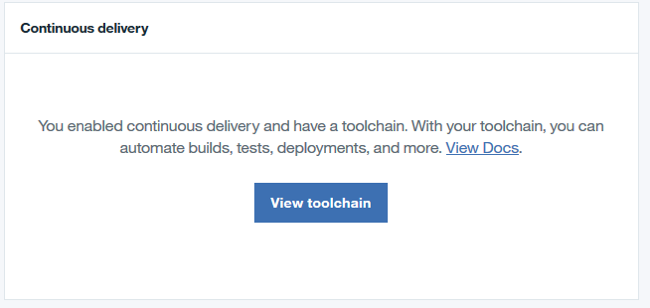 Continuous delivery
You enabled continuous delivery and have a toolchain. With your toolchain, you can
automate builds, tests, deployments, and more. View Docs.
View toolchain